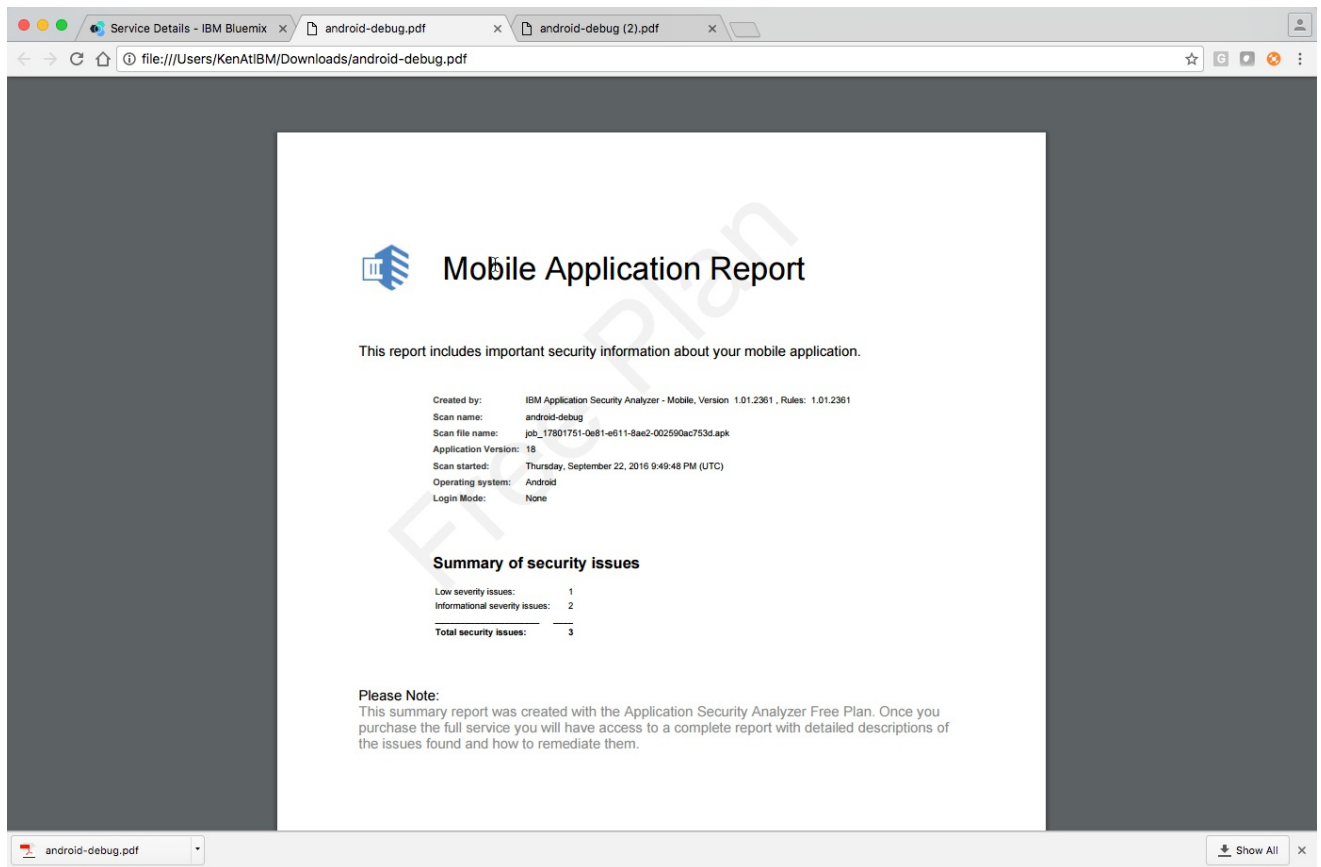 Service Details - IBM Bluemix
android-debug.pdf
android-debug (2).pdf
file:///Users/KenAtIBM/Downloads/android-debug.pdf
G
Free Plan
Mobile Application Report
This report includes important security information about your mobile application.
Created by: IBM Application Security Analyzer - Mobile, Version 1.01.2361 , Rules: 1.01.2361
Scan name: android-debug
Scan file name: job_17801751-0e81-e611-8ae2-002590ac753d.apk
Application Version: 18
Scan started: Thursday, September 22, 2016 9:49:48 PM (UTC)
Operating system: Android
Login Mode: None
Summary of security issues
Low severity issues: 1
Informational severity issues: 2
Total security issues: 3
Please Note:
This summary report was created with the Application Security Analyzer Free Plan. Once you
purchase the full service you will have access to a complete report with detailed descriptions of
the issues found and how to remediate them.
android-debug.pdf
Show All